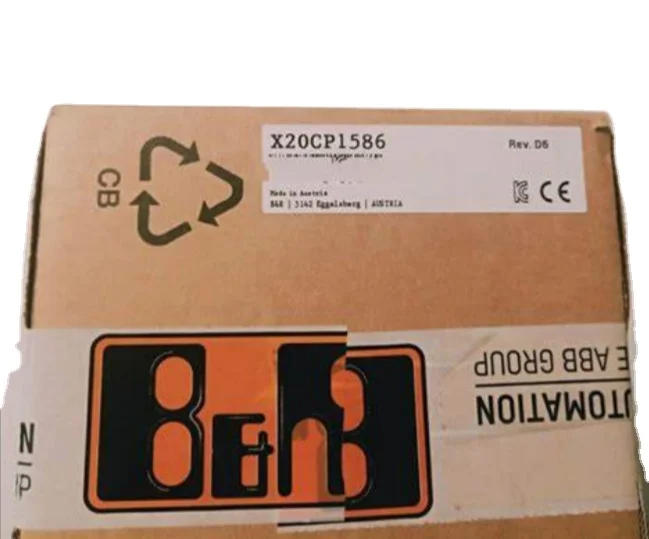 X20CP1586
Rev. D6
Made in Austria
B&R | 5142 Eggelsberg | AUSTRIA
CE
CB
B&R
E ABB GROUP
UTOMATION
N
P